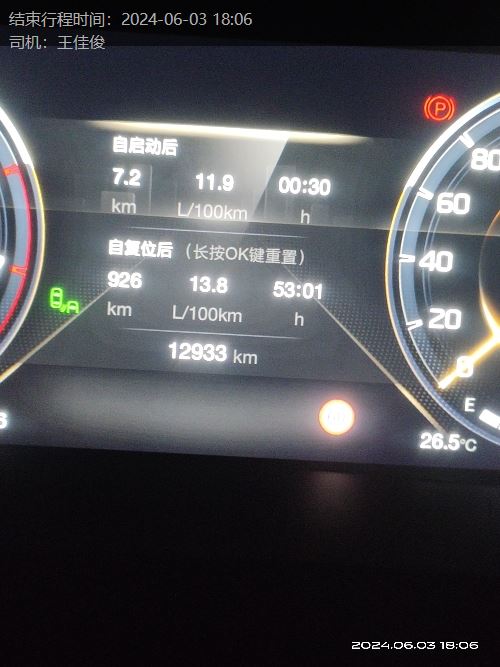 结束行程时间：2024-06-03 18:06
司机：王佳俊
自启动后
7.2 11.9 00:30
km L/100km h
自复位后（长按OK键重置）
926 13.8 53:01
km L/100km h
12933 km
P
80
60
40
20
0
E
A
6
26.5℃
2024.06.03 18:06